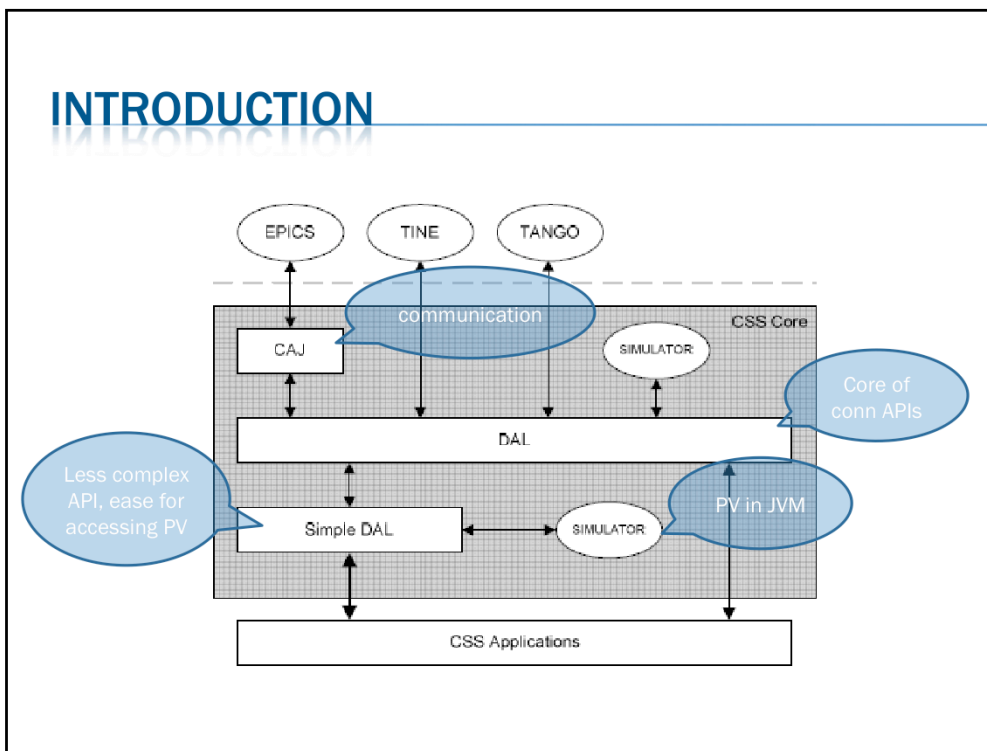 INTRODUCTION
EPICS
TINE
TANGO
communication
CSS Core
CAJ
SIMULATOR
Core of
conn APIs
DAL
Less complex
API, ease for
accessing PV
PV in JVM
Simple DAL
SIMULATOR
CSS Applications